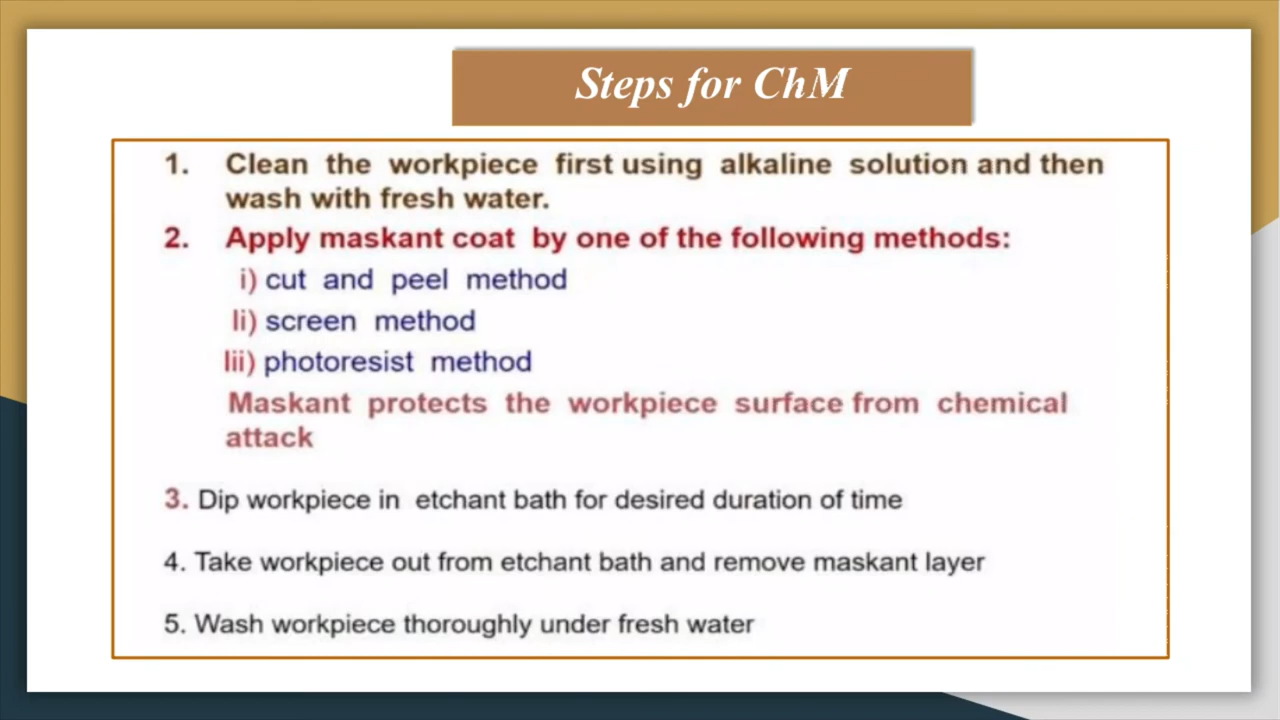 Steps for ChM
1. Clean the workpiece first using alkaline solution and then
wash with fresh water.
2. Apply maskant coat by one of the following methods:
i) cut and peel method
Ii) screen method
Iii) photoresist method
Maskant protects the workpiece surface from chemical
attack
3. Dip workpiece in etchant bath for desired duration of time
4. Take workpiece out from etchant bath and remove maskant layer
5. Wash workpiece thoroughly under fresh water